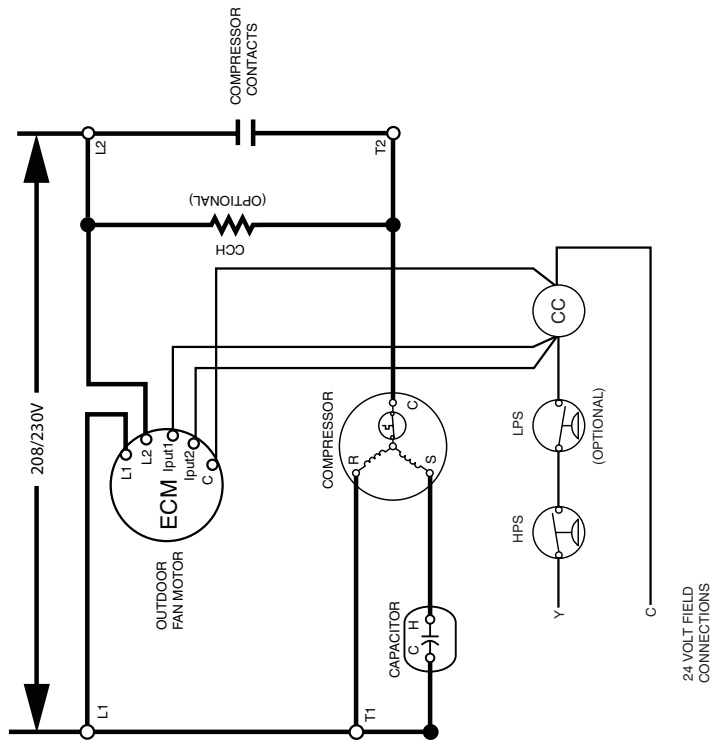 208/230V
L1
L2
COMPRESSOR
CONTACTS
CCH
(OPTIONAL)
T2
T1
L1
L2
Iput1
Iput2
C
ECM
OUTDOOR
FAN MOTOR
COMPRESSOR
R
S
C
CAPACITOR
C
H
CC
LPS
(OPTIONAL)
HPS
Y
C
24 VOLT FIELD
CONNECTIONS